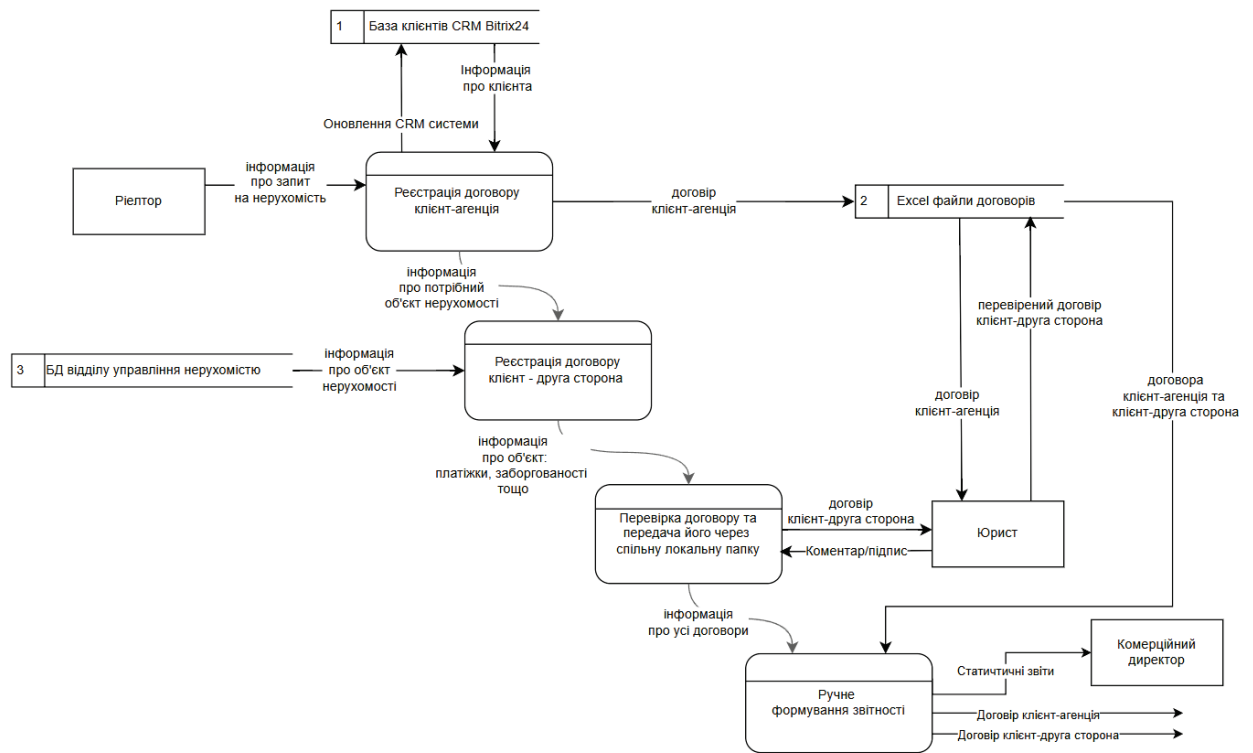 1
База клієнтів CRM Bitrix24
Інформація
про клієнта
Оновлення CRM системи
Ріелтор
інформація
про запит
на нерухомість
Реєстрація договору
клієнт-агенція
договір
клієнт-агенція
2
Excel файли договорів
інформація
про потрібний
об'єкт нерухомості
перевірений договір
клієнт-друга сторона
3
БД відділу управління нерухомістю
інформація
про об'єкт
нерухомості
Реєстрація договору
клієнт - друга сторона
договора
клієнт-агенція та
клієнт-друга сторона
договір
клієнт-агенція
інформація
про об'єкт:
платіжки, заборгованості
тощо
Перевірка договору та
передача його через
спільну локальну папку
договір
клієнт-друга сторона
Коментар/підпис
Юрист
інформація
про усі договори
Ручне
формування звітності
Статичтичні звіти
Комерційний
директор
Договір клієнт-агенція
Договір клієнт-друга сторона